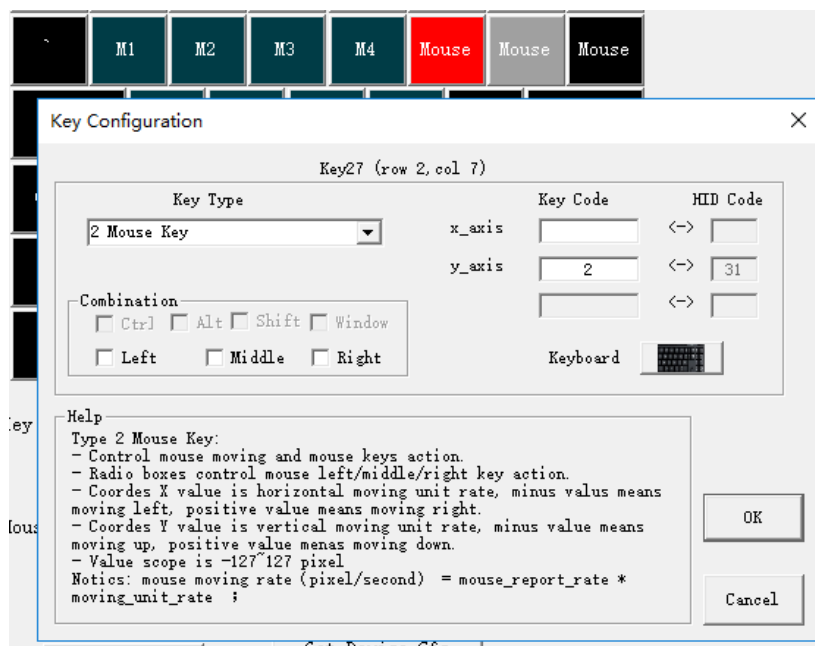 `
M1
M2
M3
M4
Mouse
Mouse
Mouse
Key Configuration
Key27 (row 2, col 7)
Key Type
Key Code
HID Code
2 Mouse Key
x_axis
<->
y_axis
2
<->
31
<->
Combination
Ctrl
Alt
Shift
Window
Left
Middle
Right
Keyboard
ey
Help
Type 2 Mouse Key:
- Control mouse moving and mouse keys action.
- Radio boxes control mouse left/middle/right key action.
- Coordes X value is horizontal moving unit rate, minus valus means
moving left, positive value means moving right.
- Coordes Y value is vertical moving unit rate, minus value means
moving up, positive value menas moving down.
- Value scope is -127~127 pixel
Notics: mouse moving rate (pixel/second)  = mouse_report_rate *
moving_unit_rate  ;
OK
Cancel